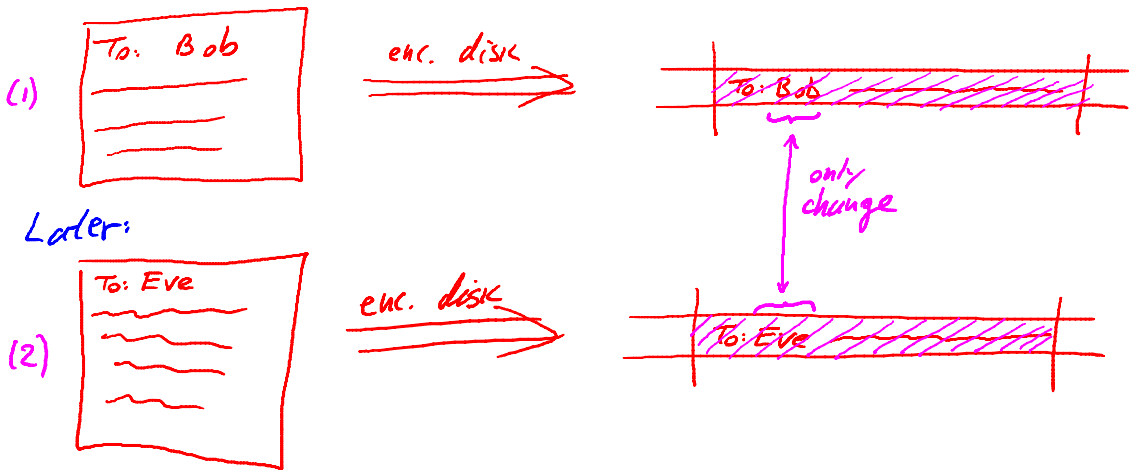 (1)
To: Bob
enc. disk
To: Bob
only
change
Later:
(2)
To: Eve
enc. disk
To: Eve